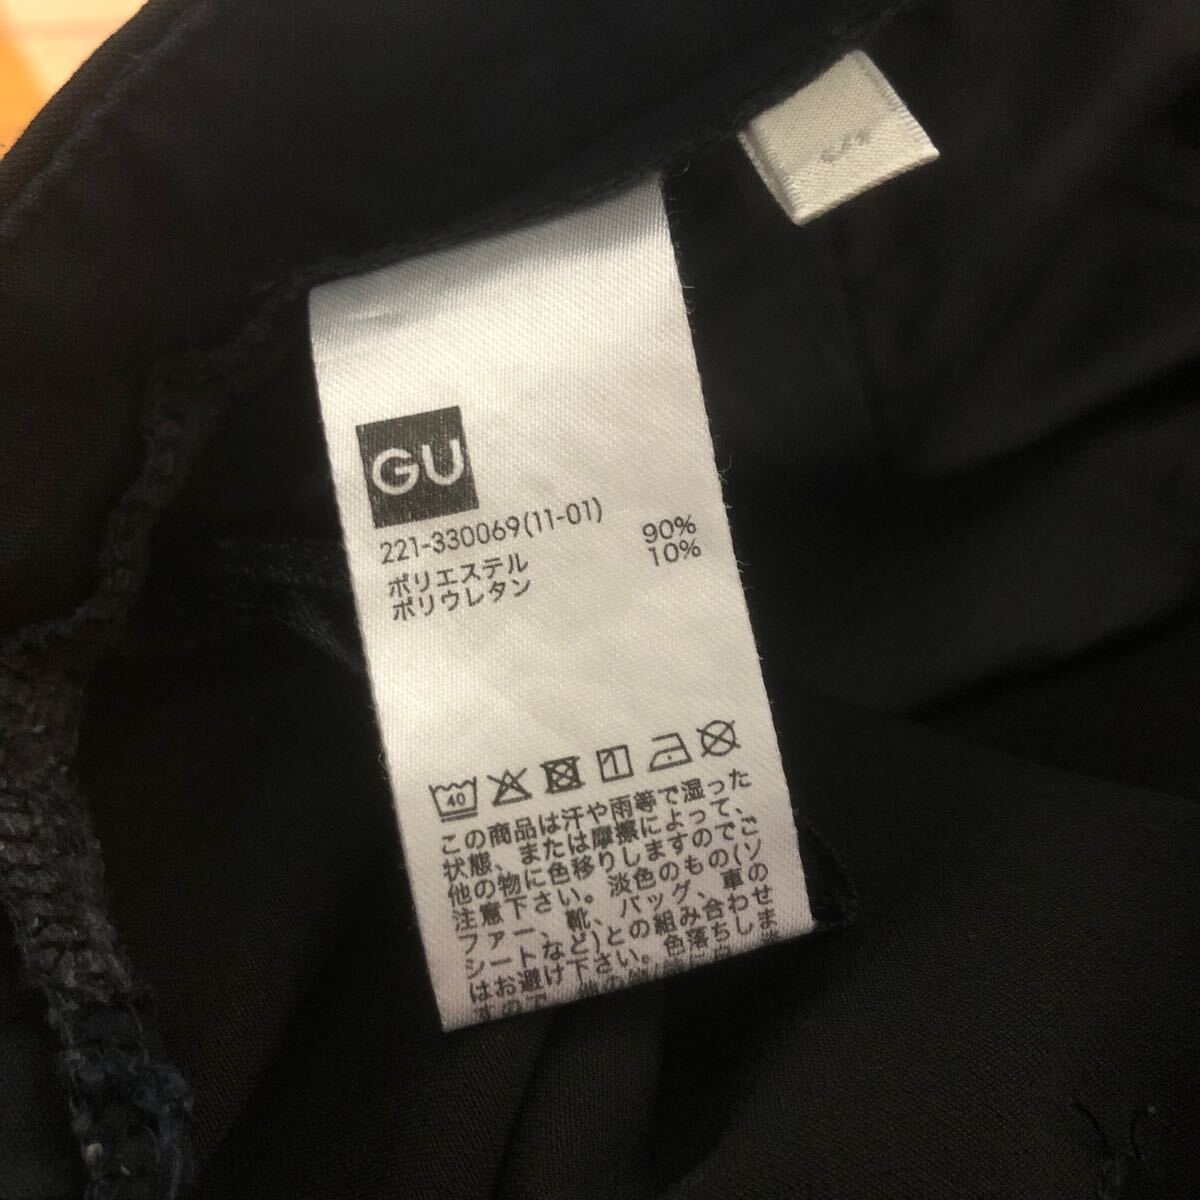 GU
221-330069(11-01)
ポリエステル 90%
ポリウレタン 10%
40
この商品は汗や雨等で湿った
状態、または摩擦によって、
他の物に色移りしますのでご
注意下さい。淡色のもの(ソ
ファー、靴、バッグ、車の
シートなど)との組み合わせ
はお避け下さい。色落ちしま
すので、他の